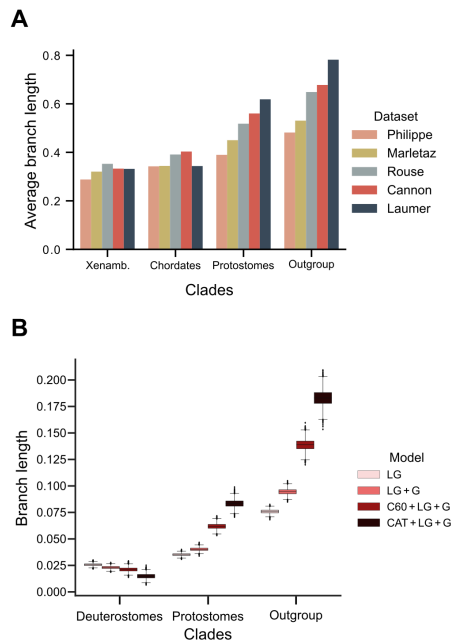 A
Average branch length
0.8
0.6
0.4
0.2
0.0
Xenamb.
Chordates
Protostomes
Outgroup
Clades
Dataset
Philippe
Marletaz
Rouse
Cannon
Laumer
B
Branch length
0.200
0.175
0.150
0.125
0.100
0.075
0.050
0.025
0.000
Deuterostomes
Protostomes
Outgroup
Clades
Model
LG
LG+G
C60+LG+G
CAT+LG+G